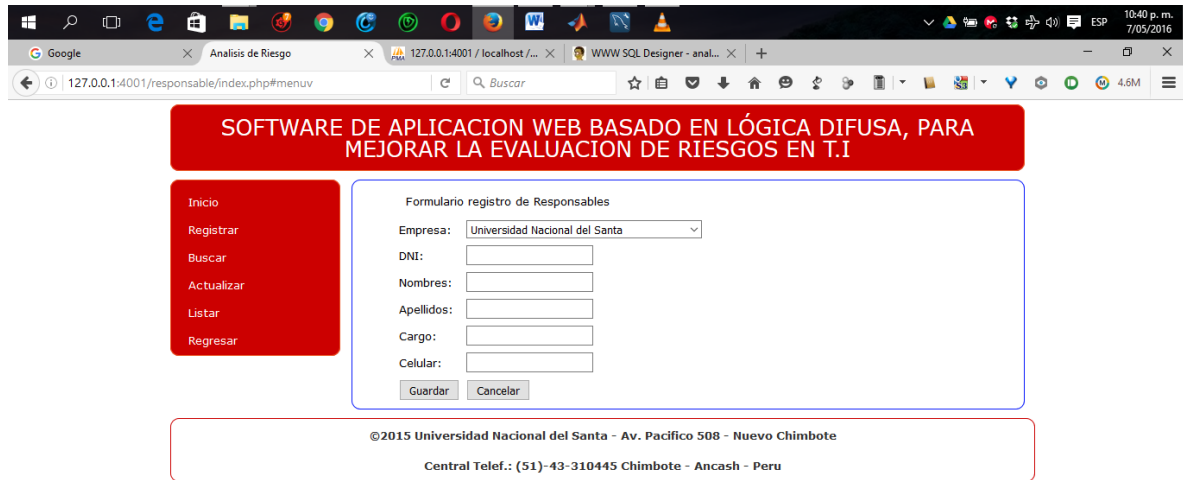 10:40 p. m.
ESP
7/05/2016
Google
Analisis de Riesgo
127.0.0.1:4001 / localhost /...
WWW SQL Designer - anal...
127.0.0.1:4001/responsable/index.php#menuv
Buscar
4.6M
SOFTWARE DE APLICACION WEB BASADO EN LÓGICA DIFUSA, PARA
MEJORAR LA EVALUACION DE RIESGOS EN T.I
Inicio
Registrar
Buscar
Actualizar
Listar
Regresar
Formulario registro de Responsables
Empresa: Universidad Nacional del Santa
DNI:
Nombres:
Apellidos:
Cargo:
Celular:
Guardar Cancelar
©2015 Universidad Nacional del Santa - Av. Pacifico 508 - Nuevo Chimbote
Central Telef.: (51)-43-310445 Chimbote - Ancash - Peru